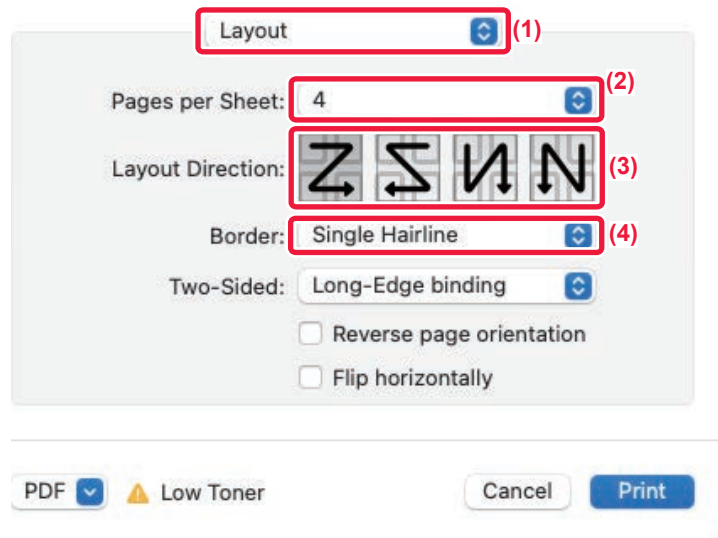 Layout (1)
Pages per Sheet: 4 (2)
Layout Direction: (3)
Border: Single Hairline (4)
Two-Sided: Long-Edge binding
Reverse page orientation
Flip horizontally
PDF Low Toner Cancel Print